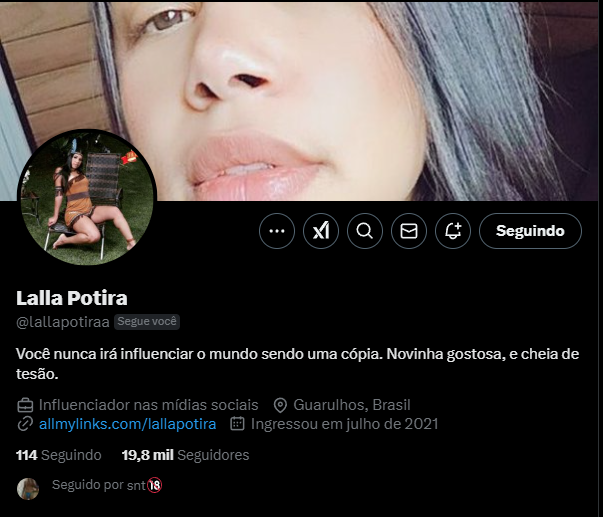 Seguindo
Lalla Potira
@lallapotiraa Segue você
Você nunca irá influenciar o mundo sendo uma cópia. Novinha gostosa, e cheia de
tesão.
Influenciador nas mídias sociais Guarulhos, Brasil
allmylinks.com/lallapotira Ingressou em julho de 2021
114 Seguindo 19,8 mil Seguidores
Seguido por snt🔞